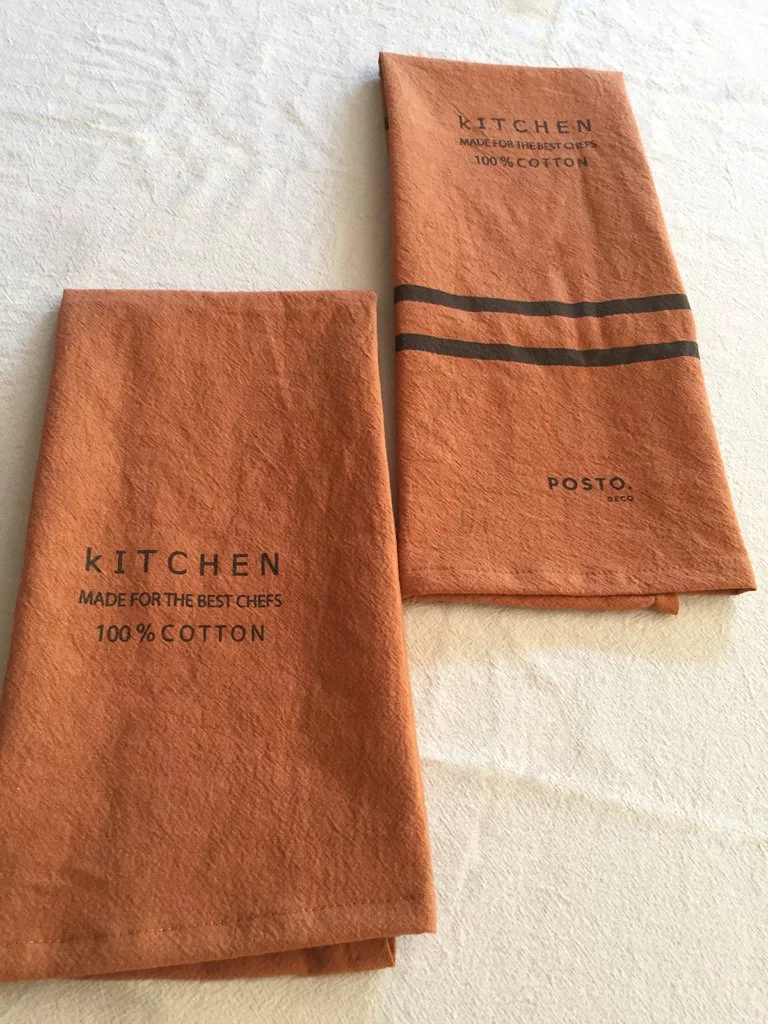 kITCHEN
MADE FOR THE BEST CHEFS
100 % COTTON
POSTO.
DECO
kITCHEN
MADE FOR THE BEST CHEFS
100 % COTTON